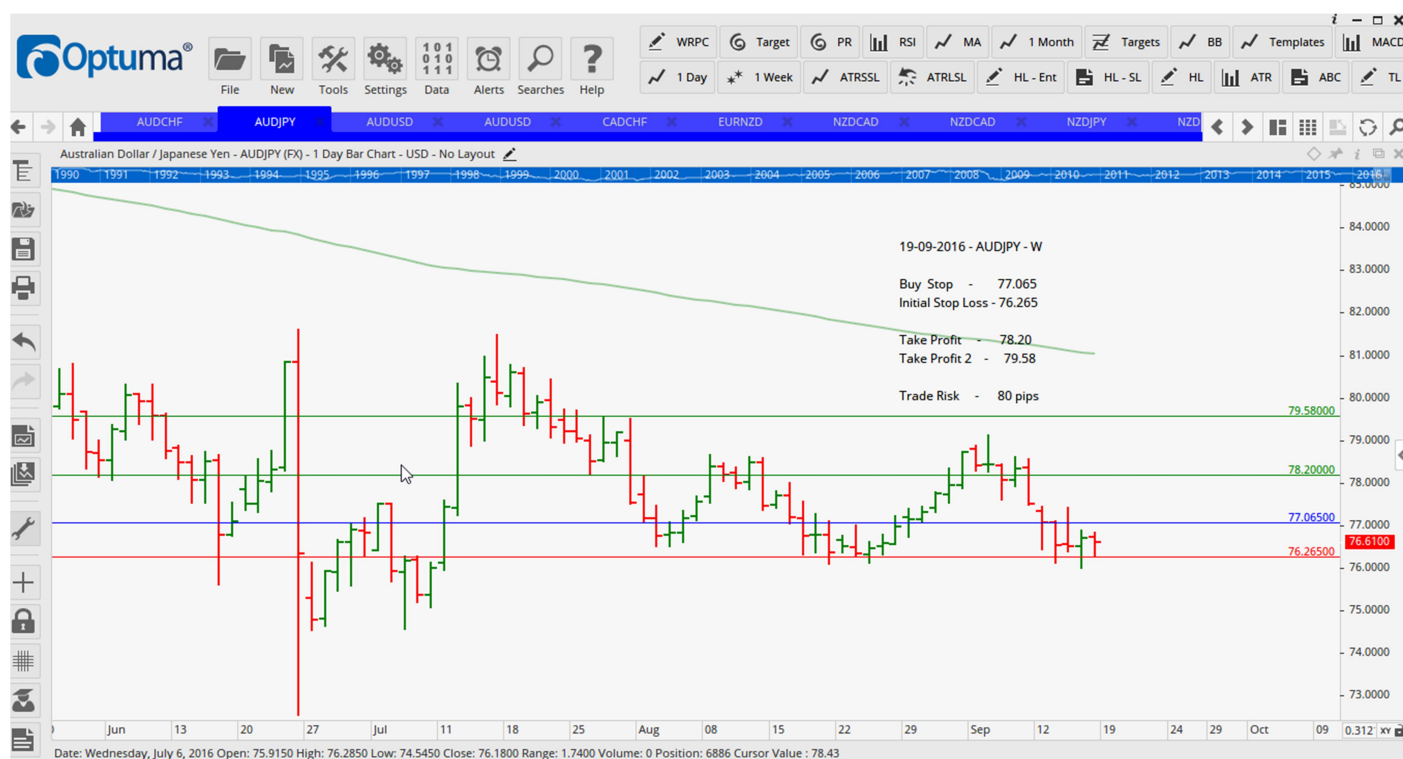 Optuma®
File
New
Tools
Settings
Data
Alerts
Searches
Help
WRPC
Target
PR
RSI
MA
1 Month
Targets
BB
Templates
MACD
1 Day
1 Week
ATRSSL
ATRLSL
HL - Ent
HL - SL
HL
ATR
ABC
TL
AUDCHF
AUDJPY
AUDUSD
AUDUSD
CADCHF
EURNZD
NZDCAD
NZDCAD
NZDJPY
NZD
Australian Dollar / Japanese Yen - AUDJPY (FX) - 1 Day Bar Chart - USD - No Layout
1990 1991 1992 1993 1994 1995 1996 1997 1998 1999 2000 2001 2002 2003 2004 2005 2006 2007 2008 2009 2010 2011 2012 2013 2014 2015 2016
85.0000
84.0000
83.0000
82.0000
81.0000
80.0000
79.0000
78.0000
77.0000
76.6100
76.0000
75.0000
74.0000
73.0000
19-09-2016 - AUDJPY - W
Buy Stop - 77.065
Initial Stop Loss - 76.265
Take Profit - 78.20
Take Profit 2 - 79.58
Trade Risk - 80 pips
79.58000
78.20000
77.06500
76.26500
Jun 13 20 27 Jul 11 18 25 Aug 08 15 22 29 Sep 12 19 24 29 Oct 09 0.312 XY
Date: Wednesday, July 6, 2016 Open: 75.9150 High: 76.2850 Low: 74.5450 Close: 76.1800 Range: 1.7400 Volume: 0 Position: 6886 Cursor Value : 78.43